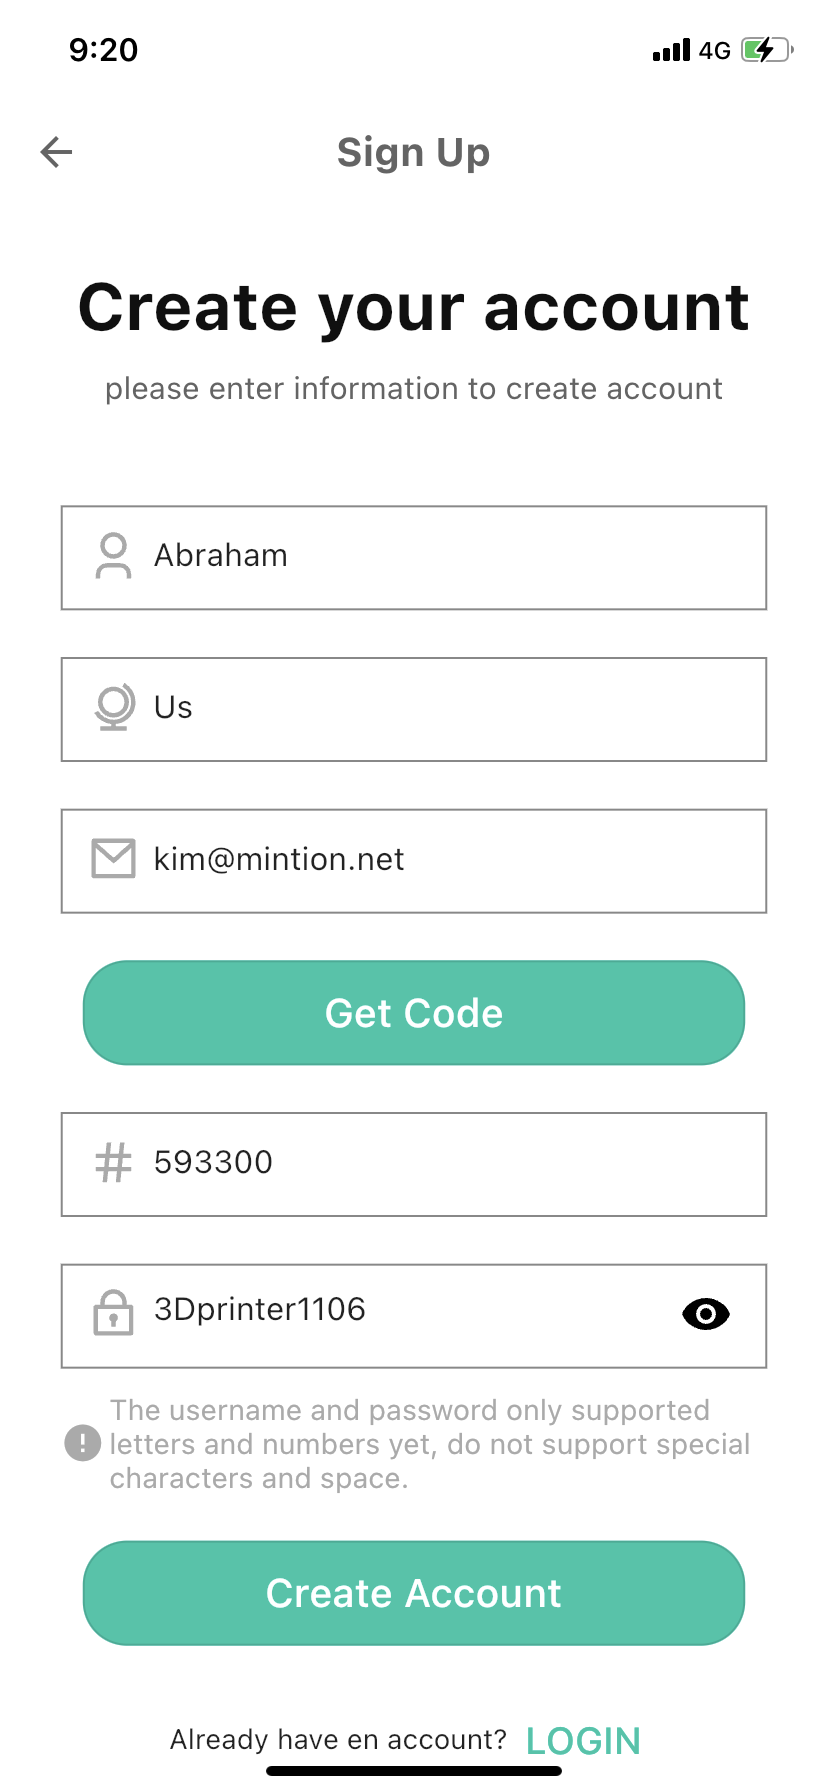 9:20
4G
Sign Up
Create your account
please enter information to create account
Abraham
Us
kim@mintion.net
Get Code
# 593300
3Dprinter1106
The username and password only supported
letters and numbers yet, do not support special
characters and space.
Create Account
Already have en account? LOGIN